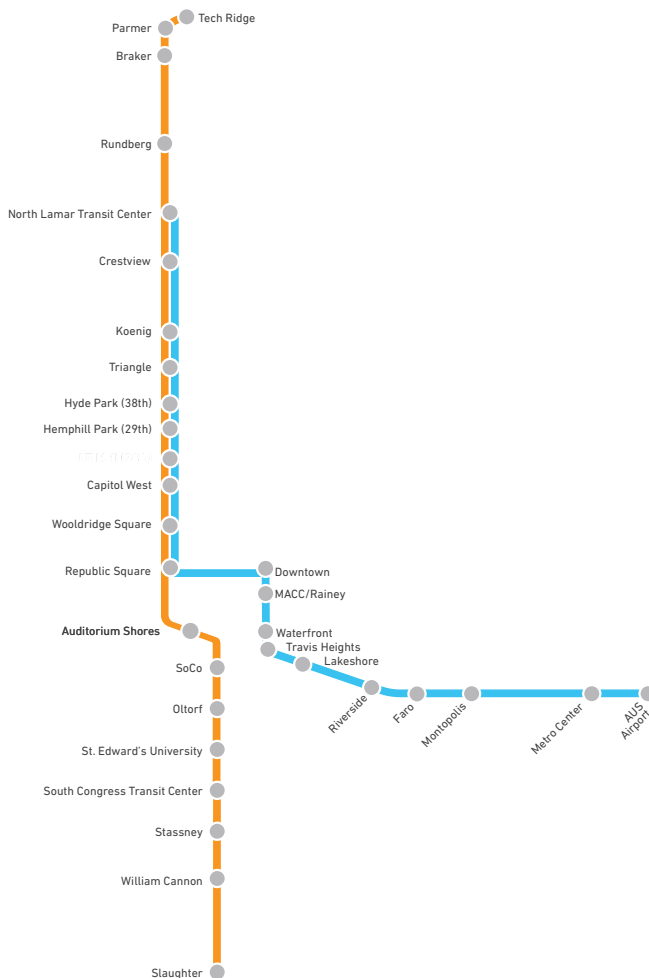 Tech Ridge
Parmer
Braker
Rundberg
North Lamar Transit Center
Crestview
Koenig
Triangle
Hyde Park (38th)
Hemphill Park (29th)
Capitol West
Wooldridge Square
Republic Square
Downtown
MACC/Rainey
Auditorium Shores
Waterfront
Travis Heights
Lakeshore
SoCo
Riverside
Faro
Montopolis
Metro Center
AUS
Airport
Oltorf
St. Edward's University
South Congress Transit Center
Stassney
William Cannon
Slaughter